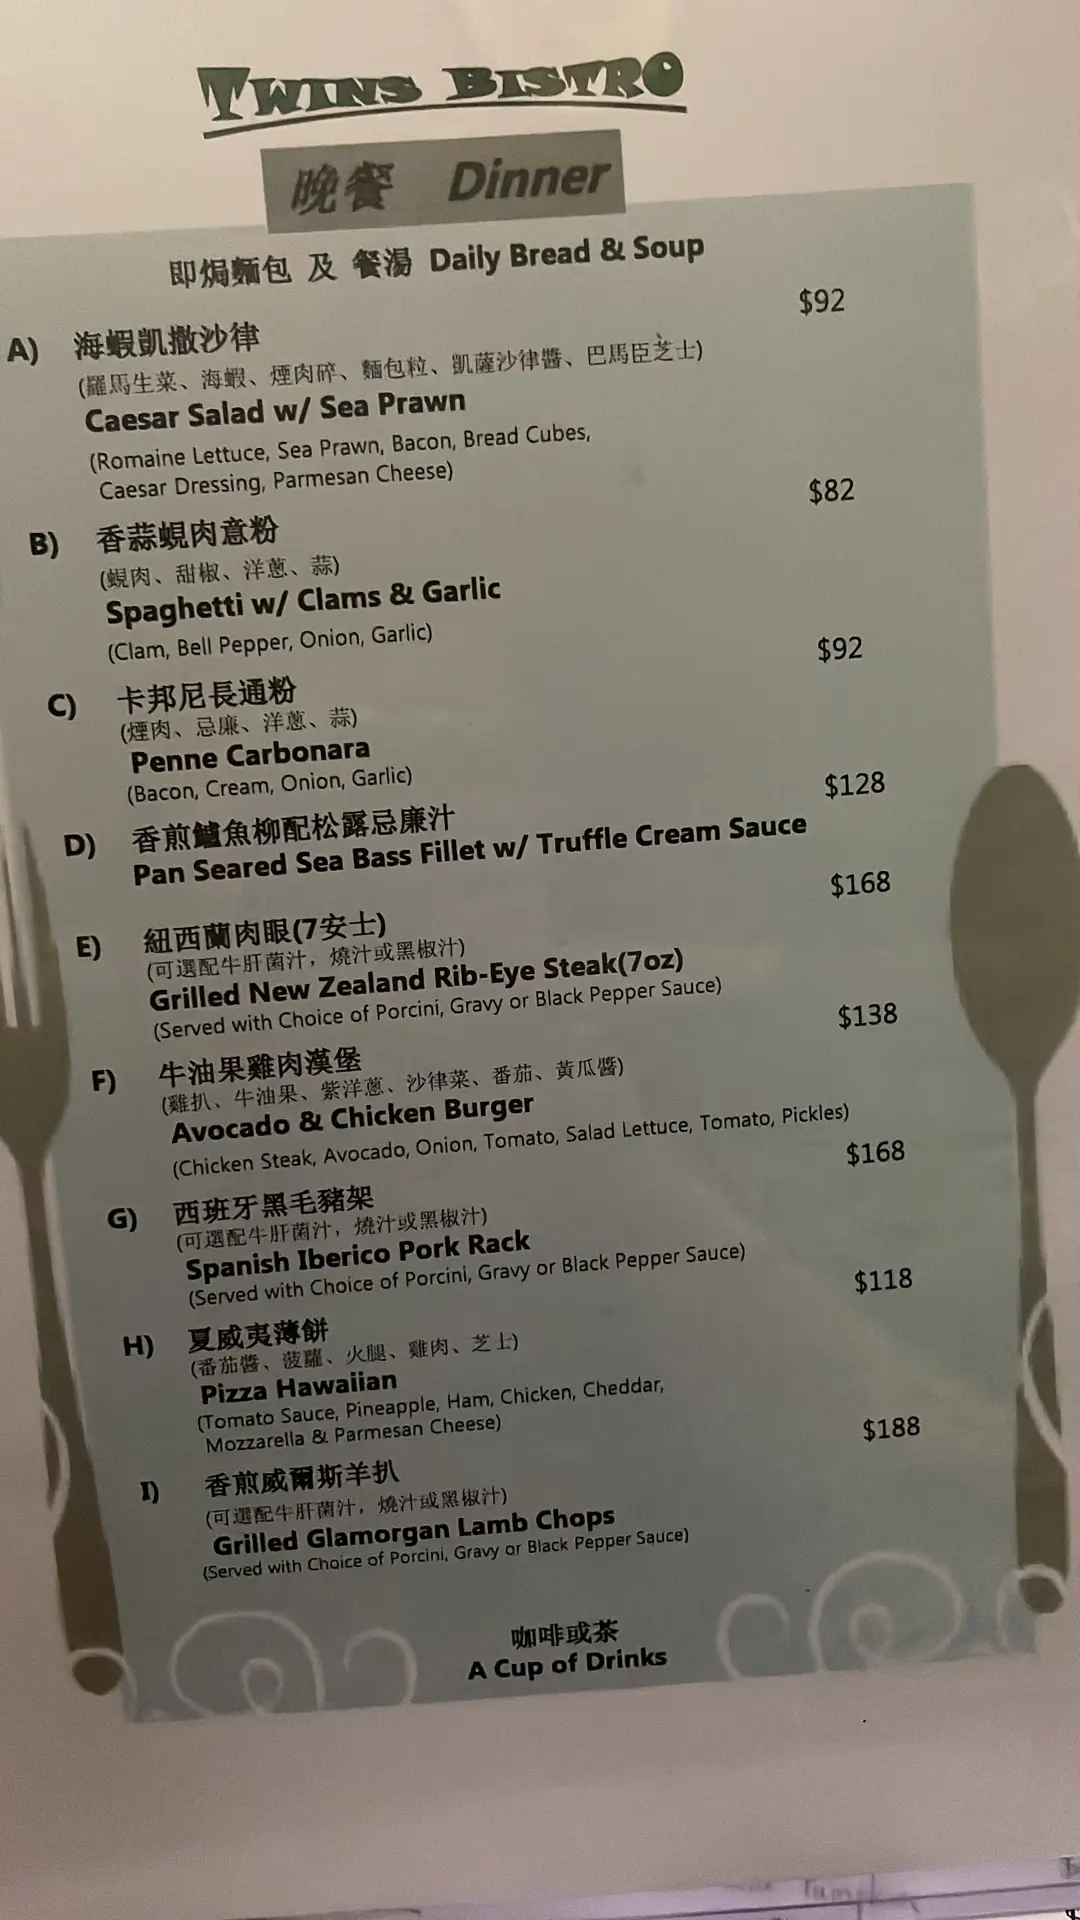 TWINS BISTRO
晚餐 Dinner
即焗麵包 及 餐湯 Daily Bread & Soup
$92
A) 海蝦凱撒沙律
(羅馬生菜、海蝦、煙肉碎、麵包粒、凱薩沙律醬、巴馬臣芝士)
Caesar Salad w/ Sea Prawn
(Romaine Lettuce, Sea Prawn, Bacon, Bread Cubes,
Caesar Dressing, Parmesan Cheese)
$82
B) 香蒜蜆肉意粉
(蜆肉、甜椒、洋蔥、蒜)
Spaghetti w/ Clams & Garlic
(Clam, Bell Pepper, Onion, Garlic)
$92
C) 卡邦尼長通粉
(煙肉、忌廉、洋蔥、蒜)
Penne Carbonara
(Bacon, Cream, Onion, Garlic)
$128
D) 香煎鱸魚柳配松露忌廉汁
Pan Seared Sea Bass Fillet w/ Truffle Cream Sauce
$168
E) 紐西蘭肉眼(7安士)
(可選配牛肝菌汁，燒汁或黑椒汁)
Grilled New Zealand Rib-Eye Steak(7oz)
(Served with Choice of Porcini, Gravy or Black Pepper Sauce)
$138
F) 牛油果雞肉漢堡
(雞扒、牛油果、紫洋蔥、沙律菜、番茄、黃瓜醬)
Avocado & Chicken Burger
(Chicken Steak, Avocado, Onion, Tomato, Salad Lettuce, Tomato, Pickles)
$168
G) 西班牙黑毛豬架
(可選配牛肝菌汁，燒汁或黑椒汁)
Spanish Iberico Pork Rack
(Served with Choice of Porcini, Gravy or Black Pepper Sauce)
$118
H) 夏威夷薄餅
(番茄醬、菠蘿、火腿、雞肉、芝士)
Pizza Hawaiian
(Tomato Sauce, Pineapple, Ham, Chicken, Cheddar,
Mozzarella & Parmesan Cheese)
$188
I) 香煎威爾斯羊扒
(可選配牛肝菌汁，燒汁或黑椒汁)
Grilled Glamorgan Lamb Chops
(Served with Choice of Porcini, Gravy or Black Pepper Sauce)
咖啡或茶
A Cup of Drinks